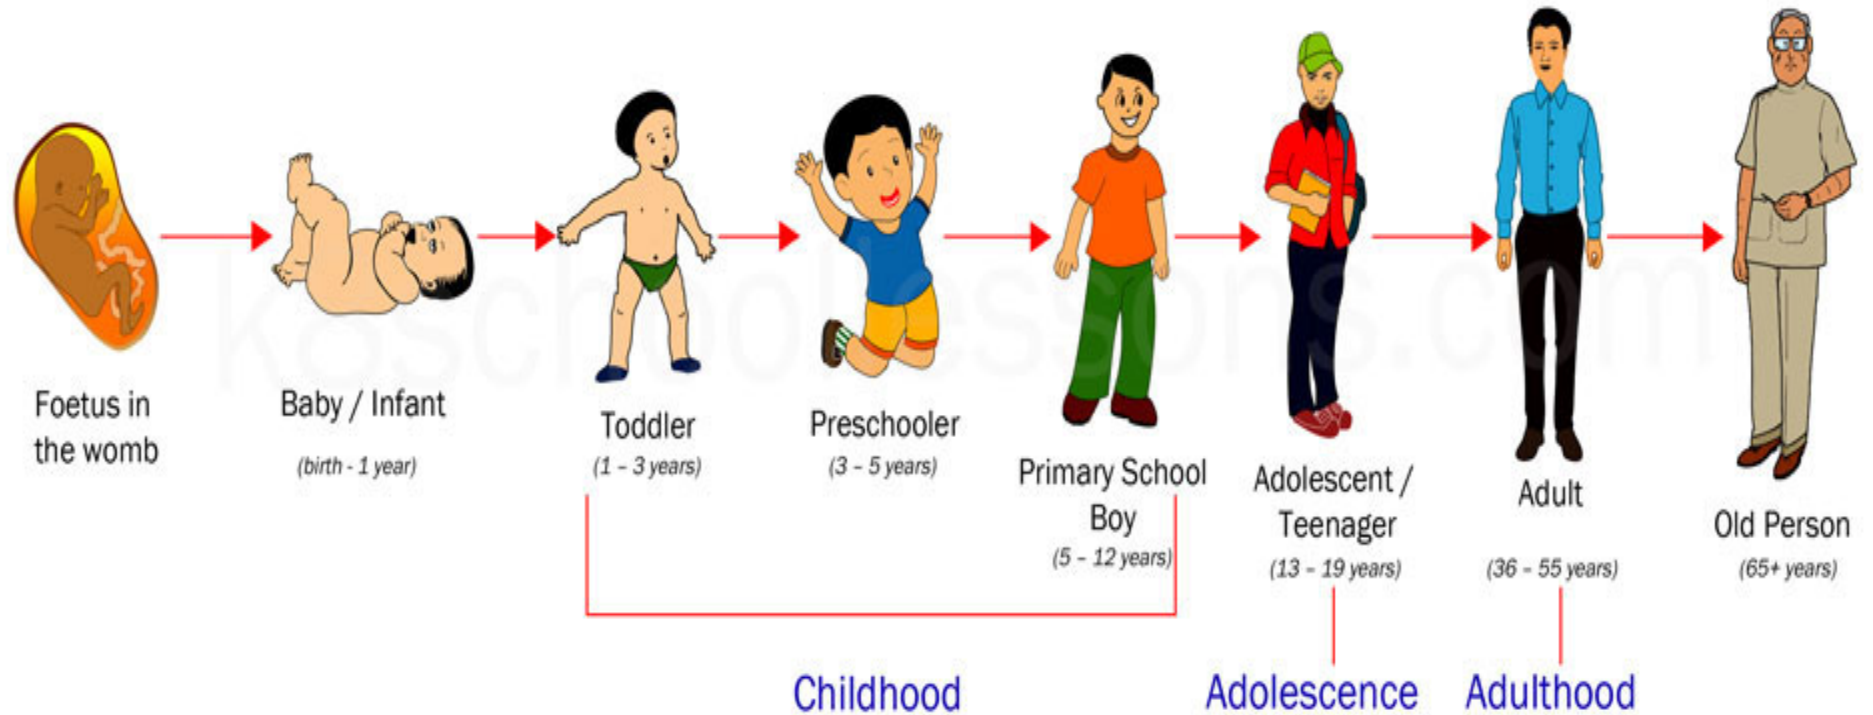 Foetus in
the womb
Baby / Infant
(birth - 1 year)
Toddler
(1 – 3 years)
Preschooler
(3 – 5 years)
Primary School
Boy
(5 – 12 years)
Adolescent /
Teenager
(13 – 19 years)
Adult
(36 – 55 years)
Old Person
(65+ years)
Childhood
Adolescence
Adulthood
k8schoollessons.com